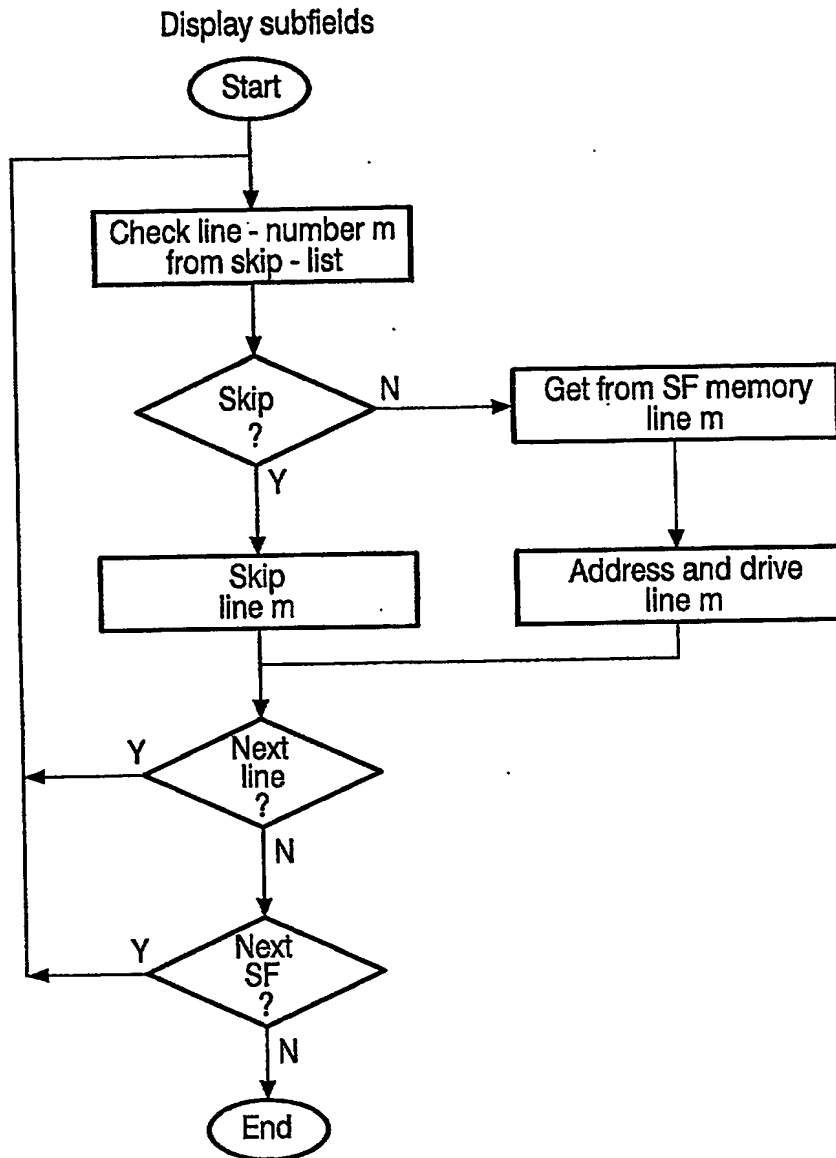 Display subfields
Start
Check line - number m
from skip - list
Skip
?
N
Get from SF memory
line m
Y
Skip
line m
Address and drive
line m
Y
Next
line
?
N
Y
Next
SF
?
N
End